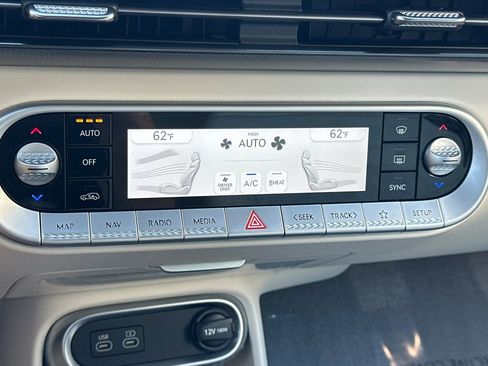 62°F HIGH AUTO 62°F
AUTO
OFF
DRIVER ONLY A/C HEAT
SYNC
MAP NAV RADIO MEDIA <SEEK TRACK> SETUP
USB
12V 180W